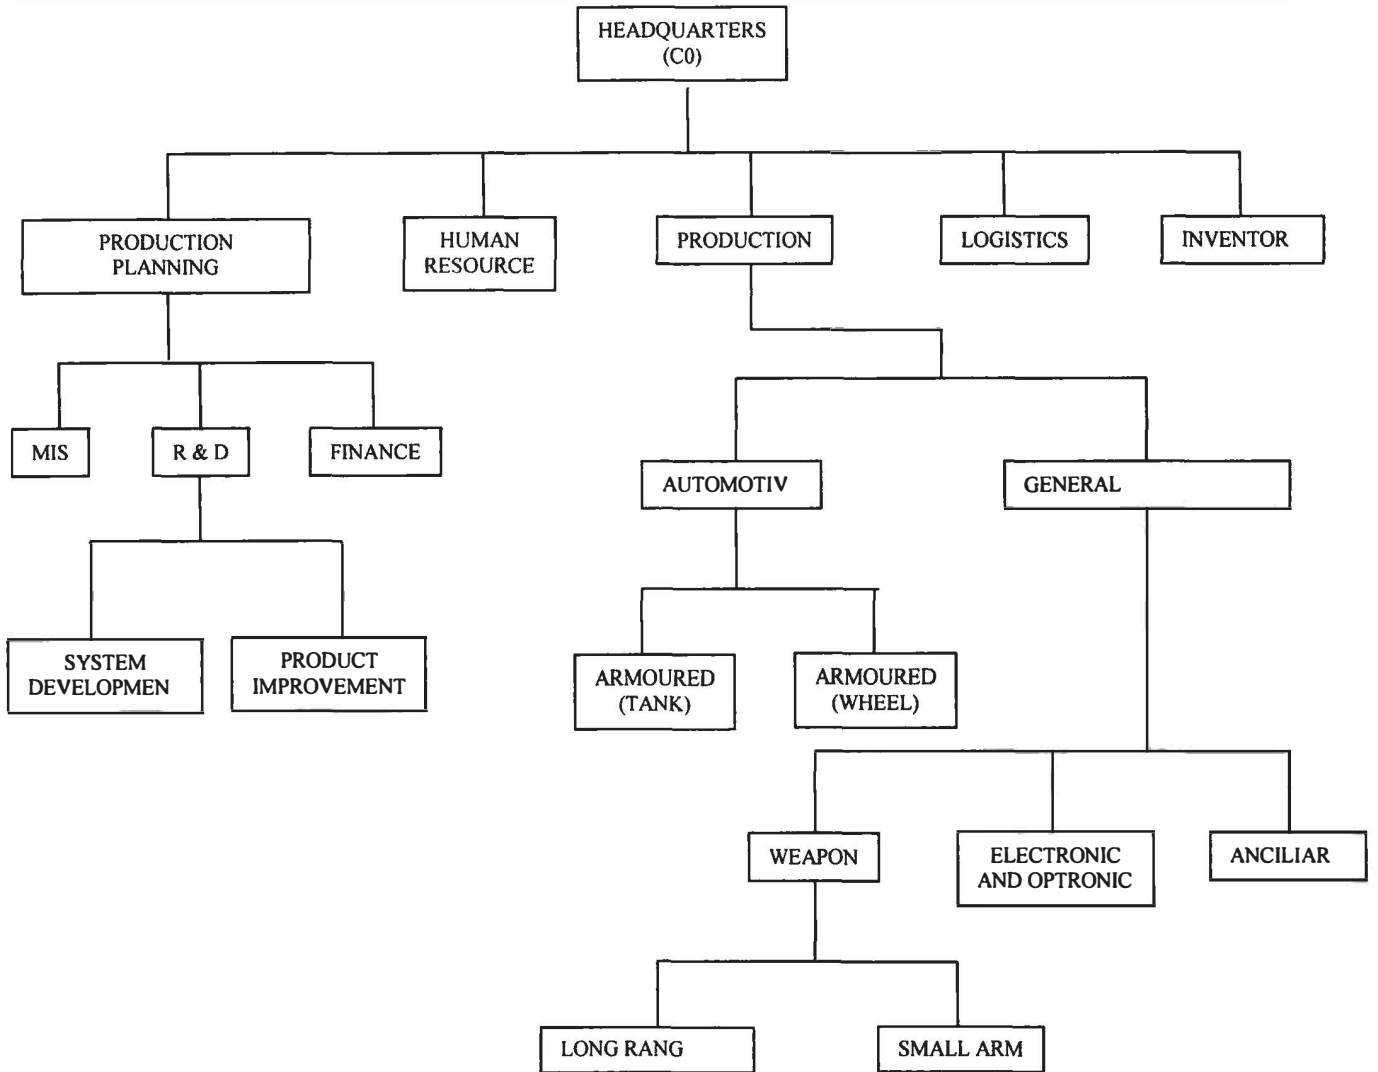 HEADQUARTERS
(C0)
PRODUCTION
PLANNING
HUMAN
RESOURCE
PRODUCTION
LOGISTICS
INVENTOR
MIS
R & D
FINANCE
AUTOMOTIV
GENERAL
SYSTEM
DEVELOPMEN
PRODUCT
IMPROVEMENT
ARMOURED
(TANK)
ARMOURED
(WHEEL)
WEAPON
ELECTRONIC
AND OPTRONIC
ANCILIAR
LONG RANG
SMALL ARM